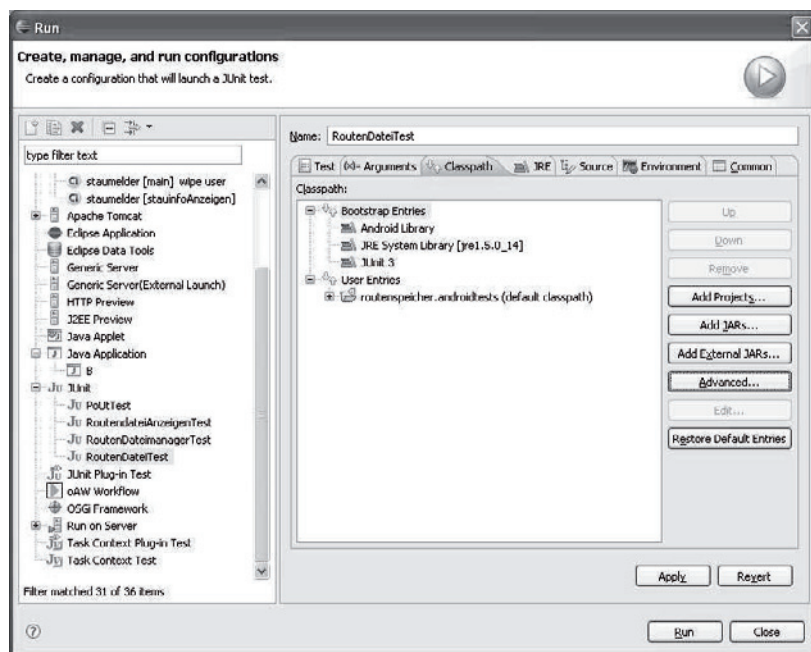 Run
Create, manage, and run configurations
Create a configuration that will launch a JUnit test.
type filter text
staumelder [main] wipe user
staumelder [stauinfoAnzeigen]
Apache Tomcat
Eclipse Application
Eclipse Data Tools
Generic Server
Generic Server(External Launch)
HTTP Preview
J2EE Preview
Java Applet
Java Application
B
JUnit
PoUtTest
RoutendateiAnzeigenTest
RoutenDateimanagerTest
RoutenDateiTest
JUnit Plug-in Test
oAW Workflow
OSGi Framework
Run on Server
Task Context Plug-in Test
Task Context Test
Filter matched 31 of 36 items
Name: RoutenDateiTest
Test (x)= Arguments Classpath JRE Source Environment Common
Classpath:
Bootstrap Entries
Android Library
JRE System Library [jre1.5.0_14]
JUnit 3
User Entries
routenspeicher.androidtests (default classpath)
Up
Down
Remove
Add Projects...
Add JARs...
Add External JARs...
Advanced...
Edit...
Restore Default Entries
Apply Revert
Run Close